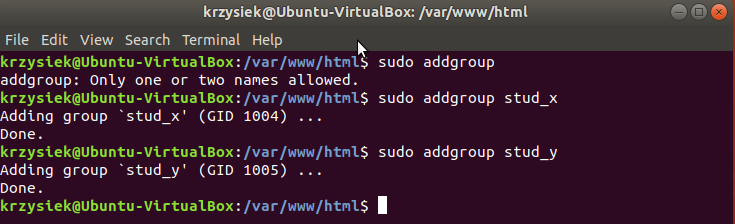 krzysiek@Ubuntu-VirtualBox: /var/www/html
File Edit View Search Terminal Help
krzysiek@Ubuntu-VirtualBox:/var/www/html$ sudo addgroup
addgroup: Only one or two names allowed.
krzysiek@Ubuntu-VirtualBox:/var/www/html$ sudo addgroup stud_x
Adding group `stud_x' (GID 1004) ...
Done.
krzysiek@Ubuntu-VirtualBox:/var/www/html$ sudo addgroup stud_y
Adding group `stud_y' (GID 1005) ...
Done.
krzysiek@Ubuntu-VirtualBox:/var/www/html$